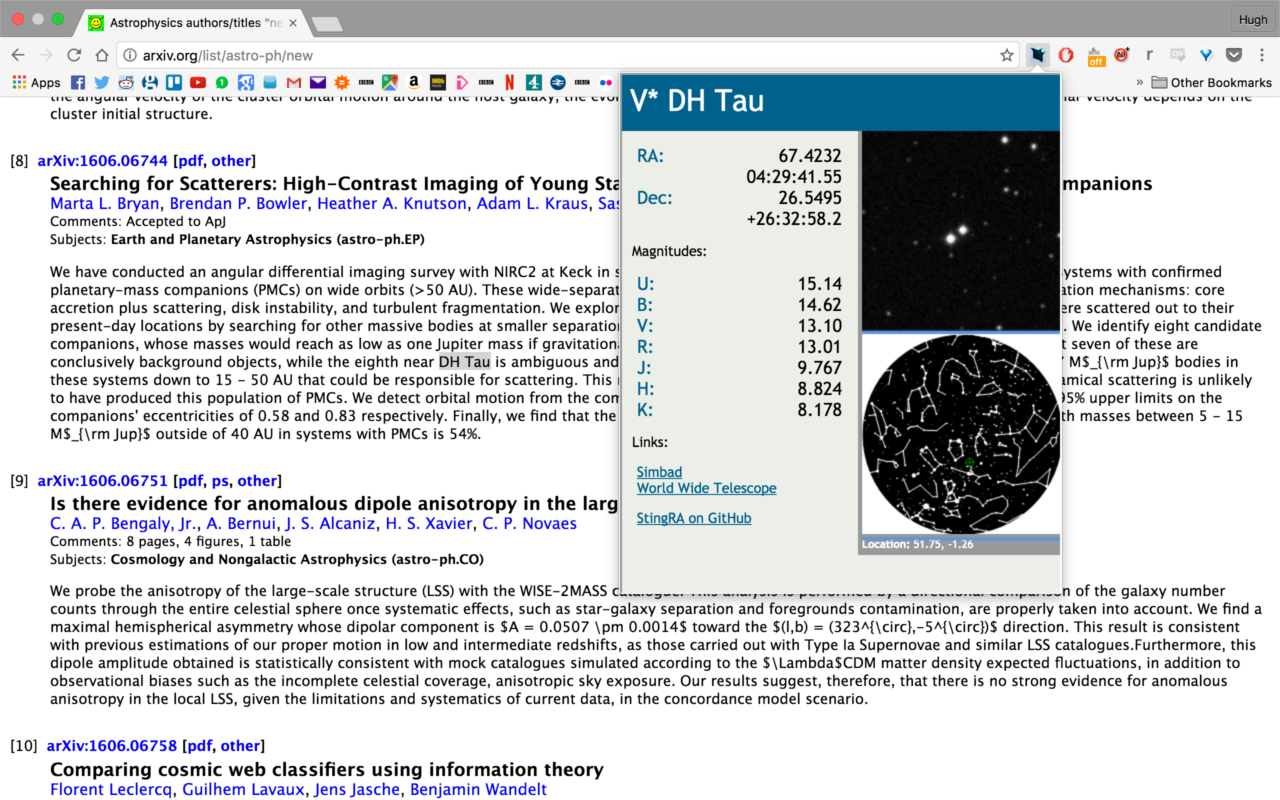 Astrophysics authors/titles "ne
Hugh
arxiv.org/list/astro-ph/new
off
Apps
Other Bookmarks
the angular velocity of the cluster orbital motion around the host galaxy, the evo
ial velocity depends on the
cluster initial structure.
[8] arXiv:1606.06744 [pdf, other]
Searching for Scatterers: High-Contrast Imaging of Young Sta
mpanions
Marta L. Bryan, Brendan P. Bowler, Heather A. Knutson, Adam L. Kraus, Sas
Comments: Accepted to ApJ
Subjects: Earth and Planetary Astrophysics (astro-ph.EP)
We have conducted an angular differential imaging survey with NIRC2 at Keck in s
ystems with confirmed
planetary-mass companions (PMCs) on wide orbits (>50 AU). These wide-separat
ation mechanisms: core
accretion plus scattering, disk instability, and turbulent fragmentation. We explor
ere scattered out to their
present-day locations by searching for other massive bodies at smaller separation
. We identify eight candidate
companions, whose masses would reach as low as one Jupiter mass if gravitationa
t seven of these are
conclusively background objects, while the eighth near DH Tau is ambiguous and
7 M$_{\rm Jup}$ bodies in
these systems down to 15 - 50 AU that could be responsible for scattering. This
amical scattering is unlikely
to have produced this population of PMCs. We detect orbital motion from the com
95% upper limits on the
companions' eccentricities of 0.58 and 0.83 respectively. Finally, we find that the
th masses between 5 - 15
M$_{\rm Jup}$ outside of 40 AU in systems with PMCs is 54%.
V* DH Tau
RA: 67.4232
04:29:41.55
Dec: 26.5495
+26:32:58.2
Magnitudes:
U: 15.14
B: 14.62
V: 13.10
R: 13.01
J: 9.767
H: 8.824
K: 8.178
Links:
Simbad
World Wide Telescope
StingRA on GitHub
Location: 51.75, -1.26
[9] arXiv:1606.06751 [pdf, ps, other]
Is there evidence for anomalous dipole anisotropy in the larg
C. A. P. Bengaly, Jr., A. Bernui, J. S. Alcaniz, H. S. Xavier, C. P. Novaes
Comments: 8 pages, 4 figures, 1 table
Subjects: Cosmology and Nongalactic Astrophysics (astro-ph.CO)
We probe the anisotropy of the large-scale structure (LSS) with the WISE-2MASS catalogue. This analysis is performed by a directional comparison of the galaxy number
counts through the entire celestial sphere once systematic effects, such as star-galaxy separation and foregrounds contamination, are properly taken into account. We find a
maximal hemispherical asymmetry whose dipolar component is $A = 0.0507 \pm 0.0014$ toward the $(l,b) = (323^{\circ},-5^{\circ})$ direction. This result is consistent
with previous estimations of our proper motion in low and intermediate redshifts, as those carried out with Type Ia Supernovae and similar LSS catalogues.Furthermore, this
dipole amplitude obtained is statistically consistent with mock catalogues simulated according to the $\Lambda$CDM matter density expected fluctuations, in addition to
observational biases such as the incomplete celestial coverage, anisotropic sky exposure. Our results suggest, therefore, that there is no strong evidence for anomalous
anisotropy in the local LSS, given the limitations and systematics of current data, in the concordance model scenario.
[10] arXiv:1606.06758 [pdf, other]
Comparing cosmic web classifiers using information theory
Florent Leclercq, Guilhem Lavaux, Jens Jasche, Benjamin Wandelt